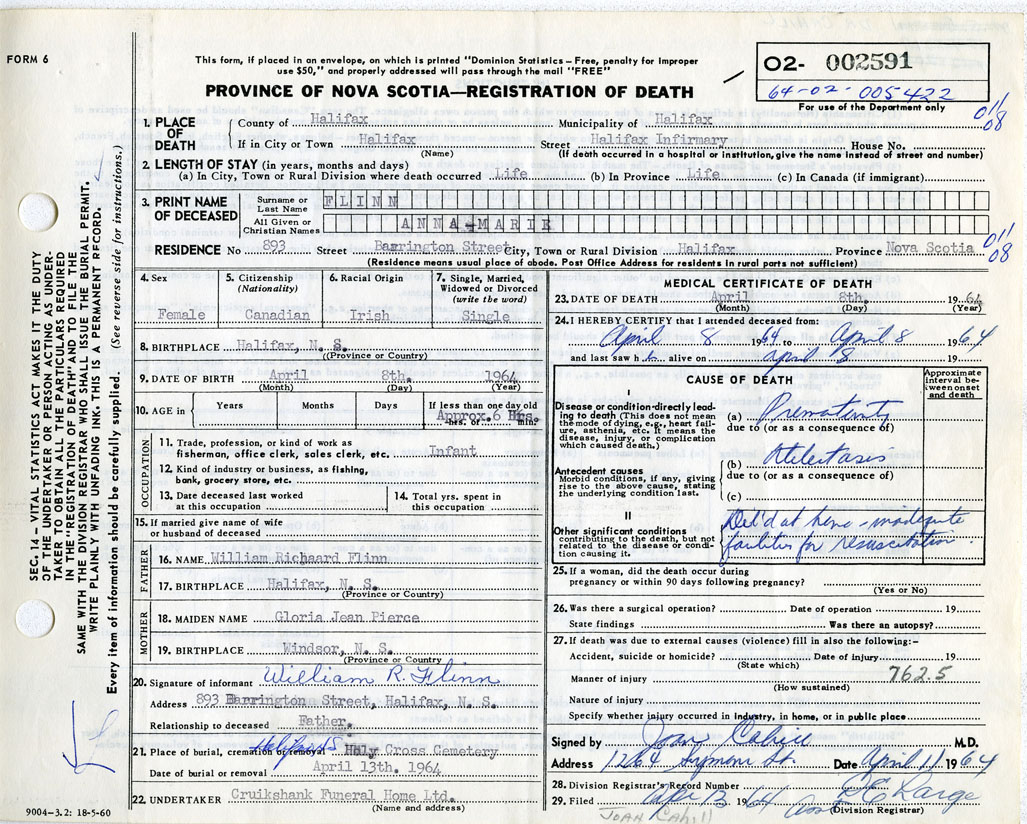 FORM 6
This form, if placed in an envelope, on which is printed "Dominion Statistics - Free, penalty for improper
use $50," and properly addressed will pass through the mail "FREE"
PROVINCE OF NOVA SCOTIA—REGISTRATION OF DEATH
O2- 002591
64-02-005422
For use of the Department only
01/08
1. PLACE OF DEATH
County of Halifax Municipality of Halifax
If in City or Town Halifax Street Halifax Infirmary House No.
(Name) (If death occurred in a hospital or institution, give the name instead of street and number)
2. LENGTH OF STAY (in years, months and days)
(a) In City, Town or Rural Division where death occurred Life (b) In Province Life (c) In Canada (if immigrant)
3. PRINT NAME OF DECEASED
Surname or Last Name FLINN
All Given or Christian Names ANNA-MARIE
RESIDENCE No 893 Street Barrington Street City, Town or Rural Division Halifax Province Nova Scotia
01/08
(Residence means usual place of abode. Post Office Address for residents in rural parts not sufficient)
SEC. 14 - VITAL STATISTICS ACT MAKES IT THE DUTY
OF THE UNDERTAKER OR PERSON ACTING AS UNDER-
TAKER TO OBTAIN ALL THE PARTICULARS REQUIRED
IN THE "REGISTRATION OF DEATH" AND TO FILE THE
SAME WITH THE DIVISION REGISTRAR WHO SHALL ISSUE THE BURIAL PERMIT.
WRITE PLAINLY WITH UNFADING INK. THIS IS A PERMANENT RECORD.
Every item of information should be carefully supplied. (See reverse side for instructions.)
4. Sex
Female
5. Citizenship
(Nationality)
Canadian
6. Racial Origin
Irish
7. Single, Married,
Widowed or Divorced
(write the word)
Single
8. BIRTHPLACE Halifax, N. S.
(Province or Country)
9. DATE OF BIRTH April 8th. 1964
(Month) (Day) (Year)
10. AGE in Years Months Days If less than one day old
Approx. 6 Hrs.
hrs. or min.
OCCUPATION
11. Trade, profession, or kind of work as
fisherman, office clerk, sales clerk, etc. Infant
12. Kind of industry or business, as fishing,
bank, grocery store, etc.
13. Date deceased last worked
at this occupation
14. Total yrs. spent in
this occupation
15. If married give name of wife
or husband of deceased
FATHER
16. NAME William Richaard Flinn
17. BIRTHPLACE Halifax, N. S.
(Province or Country)
MOTHER
18. MAIDEN NAME Gloria Jean Pierce
19. BIRTHPLACE Windsor, N. S.
(Province or Country
20. Signature of informant William R. Flinn
Address 893 Barrington Street, Halifax, N. S.
Relationship to deceased Father.
21. Place of burial, cremation or removal Halifax NS Holy Cross Cemetery
Date of burial or removal April 13th. 1964
22. UNDERTAKER Cruikshank Funeral Home Ltd.
(Name and address)
9004-3.2: 18-5-60
MEDICAL CERTIFICATE OF DEATH
23. DATE OF DEATH April 8th. 1964
(Month) (Day) (Year)
24. I HEREBY CERTIFY that I attended deceased from:
April 8 1964 to April 8 1964
and last saw h alive on April 8 19
CAUSE OF DEATH
Approximate
interval be-
tween onset
and death
I
Disease or condition directly lead-
ing to death (This does not mean
the mode of dying, e.g., heart fail-
ure, asthenia, etc. It means the
disease, injury, or complication
which caused death.)
(a) Prematurity
due to (or as a consequence of)
Antecedent causes
Morbid conditions, if any, giving
rise to the above cause, stating
the underlying condition last.
(b) Atelectases
due to (or as a consequence of)
(c)
II
Other significant conditions
contributing to the death, but not
related to the disease or condi-
tion causing it.
Del'd at home - inadequate
facilities for resuscitation
25. If a woman, did the death occur during
pregnancy or within 90 days following pregnancy?
(Yes or No)
26. Was there a surgical operation? Date of operation 19
State findings Was there an autopsy?
27. If death was due to external causes (violence) fill in also the following:-
Accident, suicide or homicide? Date of injury 19
(State which)
Manner of injury 762.5
(How sustained)
Nature of injury
Specify whether injury occurred in industry, in home, or in public place
Signed by Joan Cahill M.D.
Address 1264 Seymour St. Date April 11 1964
28. Division Registrar's Record Number
29. Filed Apr 13 1964
(Division Registrar)
JOAN CAHILL